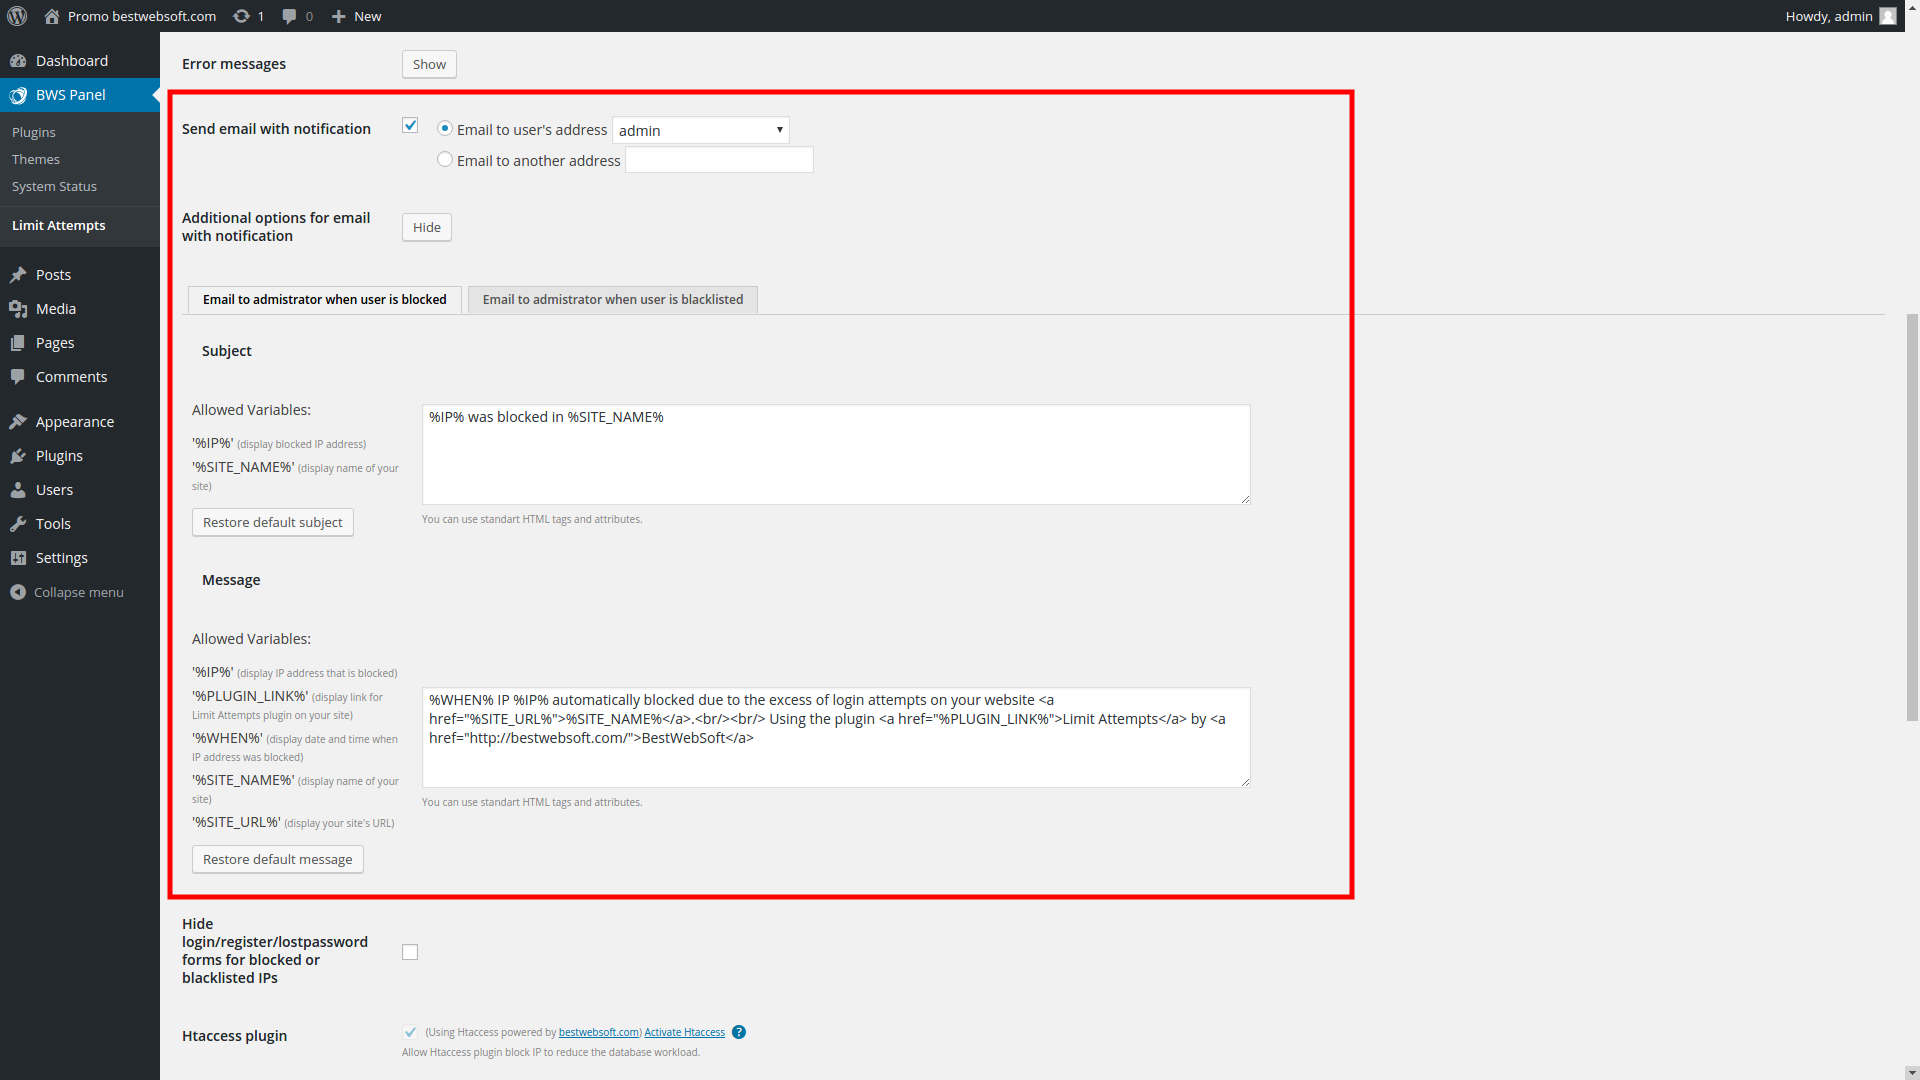 Promo bestwebsoft.com 1 0 New Howdy, admin
Dashboard
BWS Panel
Plugins
Themes
System Status
Limit Attempts
Posts
Media
Pages
Comments
Appearance
Plugins
Users
Tools
Settings
Collapse menu
Error messages Show
Send email with notification Email to user's address admin
Email to another address
Additional options for email
with notification
Hide
Email to admistrator when user is blocked Email to admistrator when user is blacklisted
Subject
Allowed Variables:
'%IP%' (display blocked IP address)
'%SITE_NAME%' (display name of your
site)
Restore default subject
%IP% was blocked in %SITE_NAME%
You can use standart HTML tags and attributes.
Message
Allowed Variables:
'%IP%' (display IP address that is blocked)
'%PLUGIN_LINK%' (display link for
Limit Attempts plugin on your site)
'%WHEN%' (display date and time when
IP address was blocked)
'%SITE_NAME%' (display name of your
site)
'%SITE_URL%' (display your site's URL)
Restore default message
%WHEN% IP %IP% automatically blocked due to the excess of login attempts on your website <a
href="%SITE_URL%">%SITE_NAME%</a>.<br/><br/> Using the plugin <a href="%PLUGIN_LINK%">Limit Attempts</a> by <a
href="http://bestwebsoft.com/">BestWebSoft</a>
You can use standart HTML tags and attributes.
Hide
login/register/lostpassword
forms for blocked or
blacklisted IPs
Htaccess plugin (Using Htaccess powered by bestwebsoft.com) Activate Htaccess ?
Allow Htaccess plugin block IP to reduce the database workload.